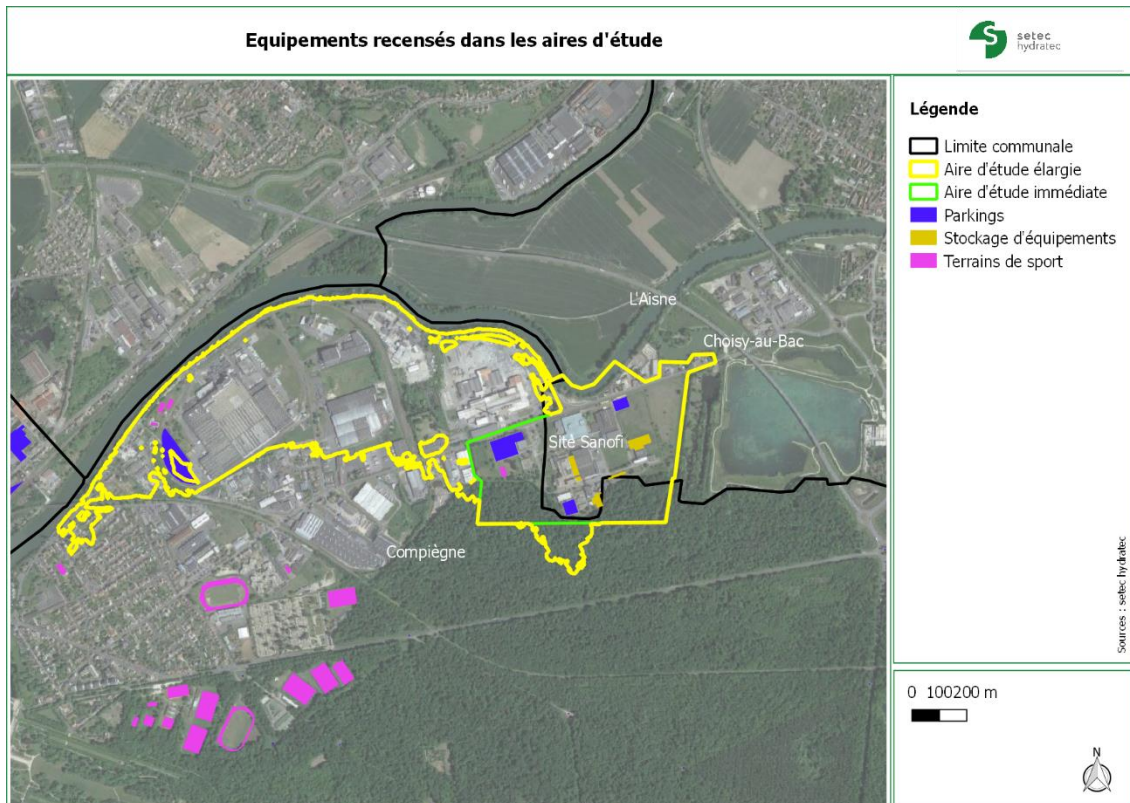 Equipements recensés dans les aires d'étude
setec
hydratec
Légende
Limite communale
Aire d'étude élargie
Aire d'étude immédiate
Parkings
Stockage d'équipements
Terrains de sport
L'Aisne
Choisy-au-Bac
Site Sanofi
Compiègne
Sources : setec hydratec
0 100200 m
N